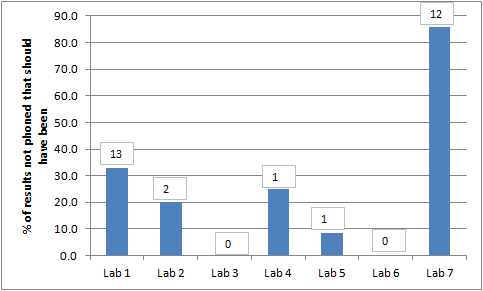 % of results not phoned that should
have been
90.0
80.0
70.0
60.0
50.0
40.0
30.0
20.0
10.0
0.0
13
2
0
1
1
0
12
Lab 1
Lab 2
Lab 3
Lab 4
Lab 5
Lab 6
Lab 7